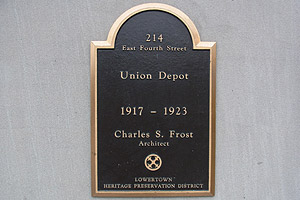 214
East Fourth Street
Union Depot
1917 – 1923
Charles S. Frost
Architect
LOWERTOWN
HERITAGE PRESERVATION DISTRICT